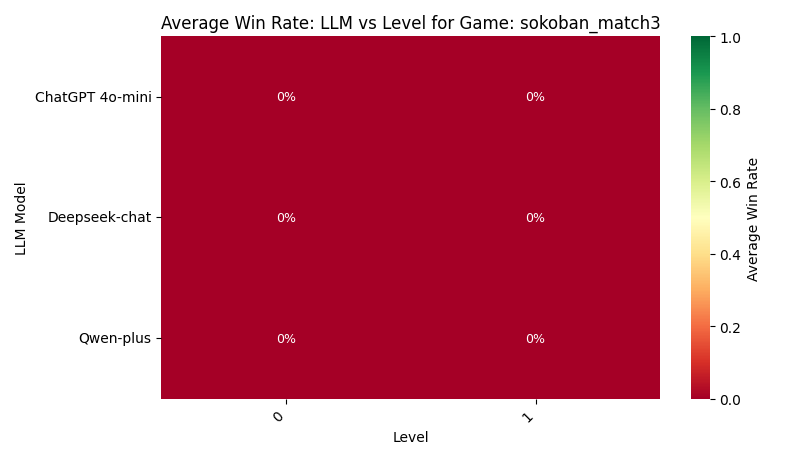 Average Win Rate: LLM vs Level for Game: sokoban_match3
LLM Model
ChatGPT 4o-mini
0%
0%
Deepseek-chat
0%
0%
Qwen-plus
0%
0%
0
1
Level
1.0
0.8
0.6
0.4
0.2
0.0
Average Win Rate